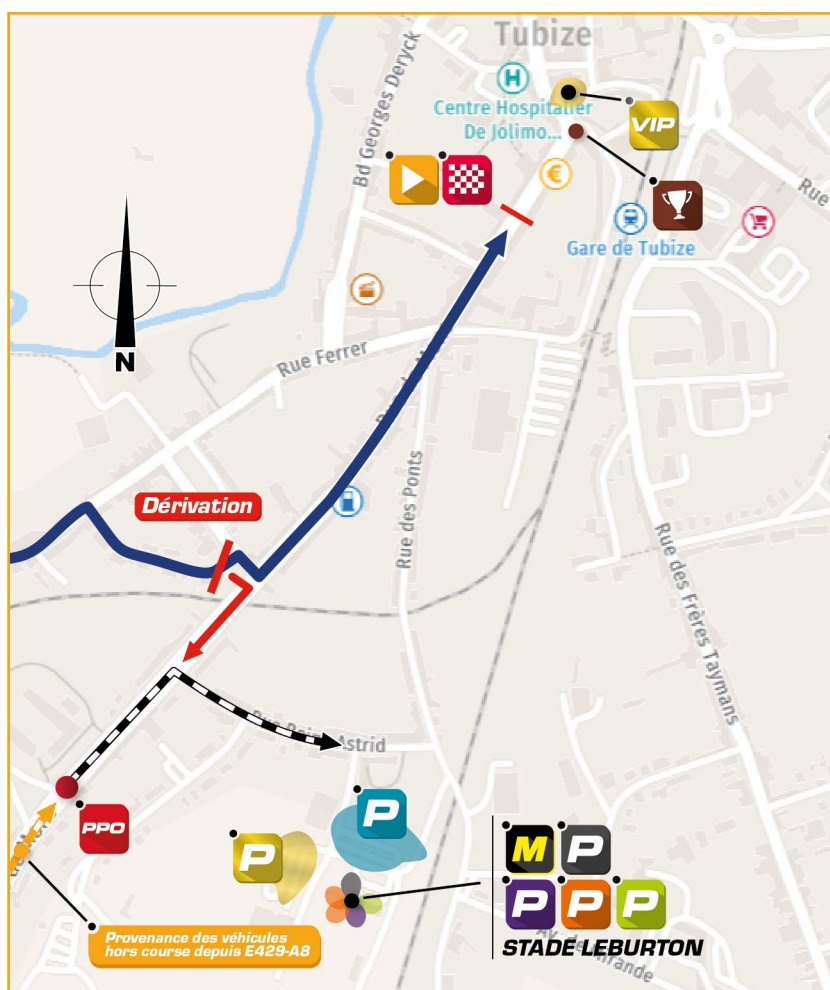 Tubize
Bd Georges Deryck
H
Centre Hospitalier
De Jolimo...
VIP
€
Rue
Gare de Tubize
N
Rue Ferrer
Dérivation
Rue des Ponts
Rue des Frères Taymans
Astrid
PPO
P
P
M P
P P P
STADE LEBURTON
Provenance des véhicules
hors course depuis E429-A8